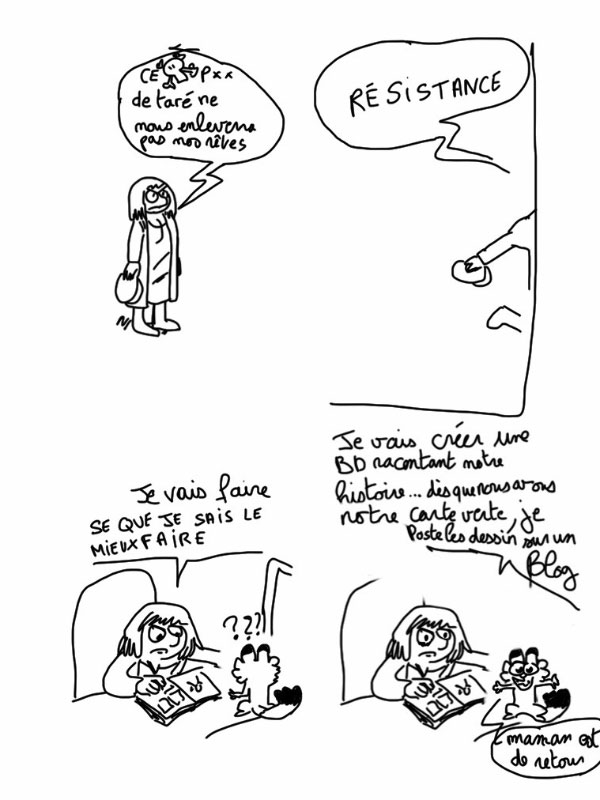 CE Pxx
de taré ne
nous enlevera
pas nos rêves
RÉSISTANCE
Je vais faire
SE QUE JE SAIS LE
MIEUX FAIRE
???
Je vais créer une
BD racontant notre
histoire... dès que nous avons
notre carte verte, je
Poste les dessin sur un
Blog
maman est
de retour